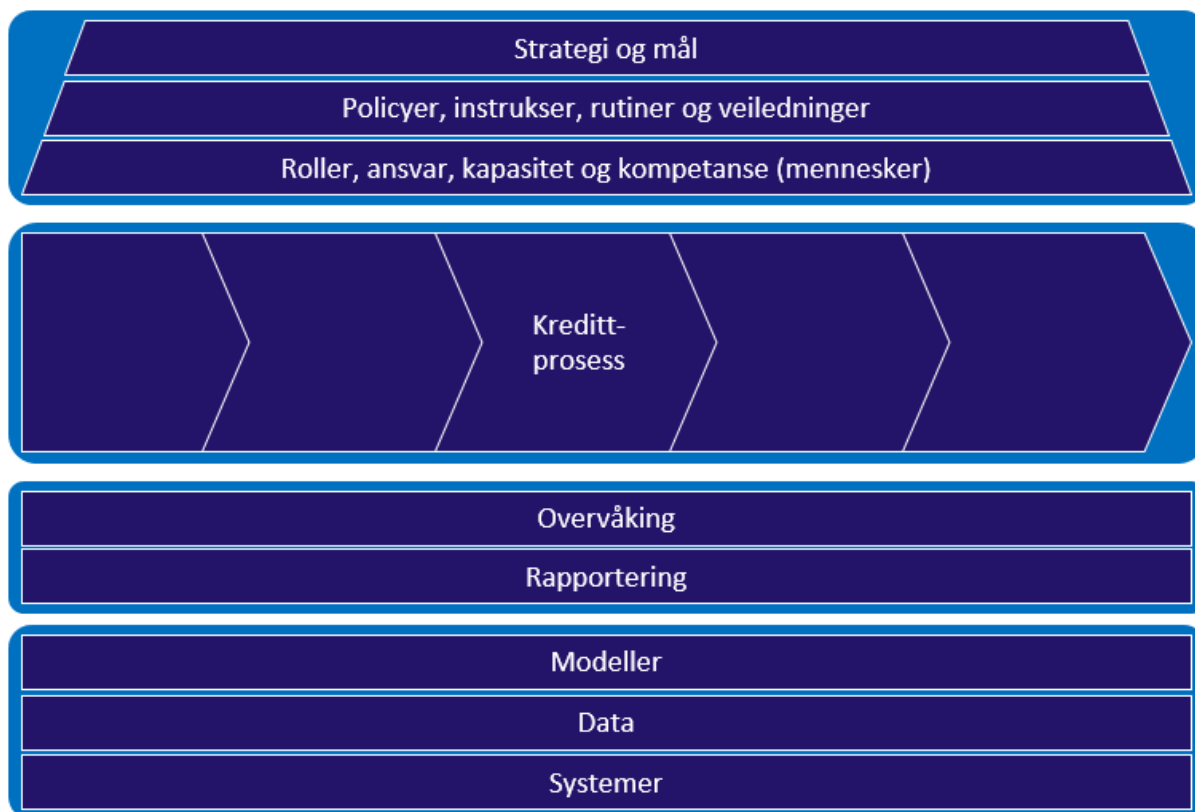 Strategi og mål
Policyer, instrukser, rutiner og veiledninger
Roller, ansvar, kapasitet og kompetanse (mennesker)
Kreditt-
prosess
Overvåking
Rapportering
Modeller
Data
Systemer